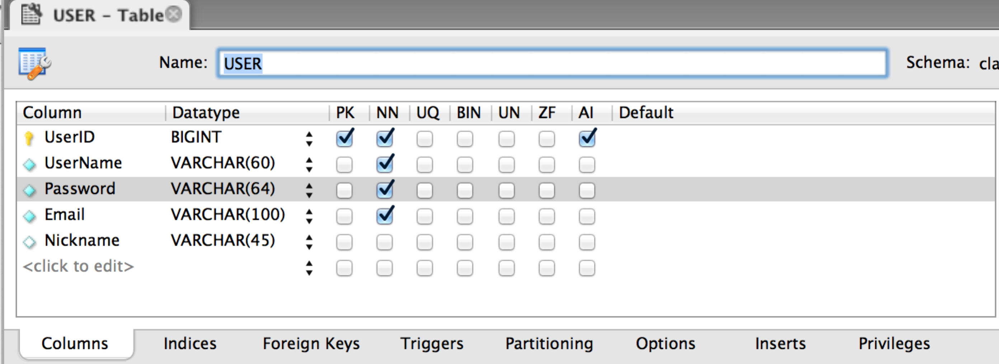 USER - Table
Name: USER Schema: cla
Column Datatype PK NN UQ BIN UN ZF AI Default
UserID BIGINT
UserName VARCHAR(60)
Password VARCHAR(64)
Email VARCHAR(100)
Nickname VARCHAR(45)
<click to edit>
Columns Indices Foreign Keys Triggers Partitioning Options Inserts Privileges